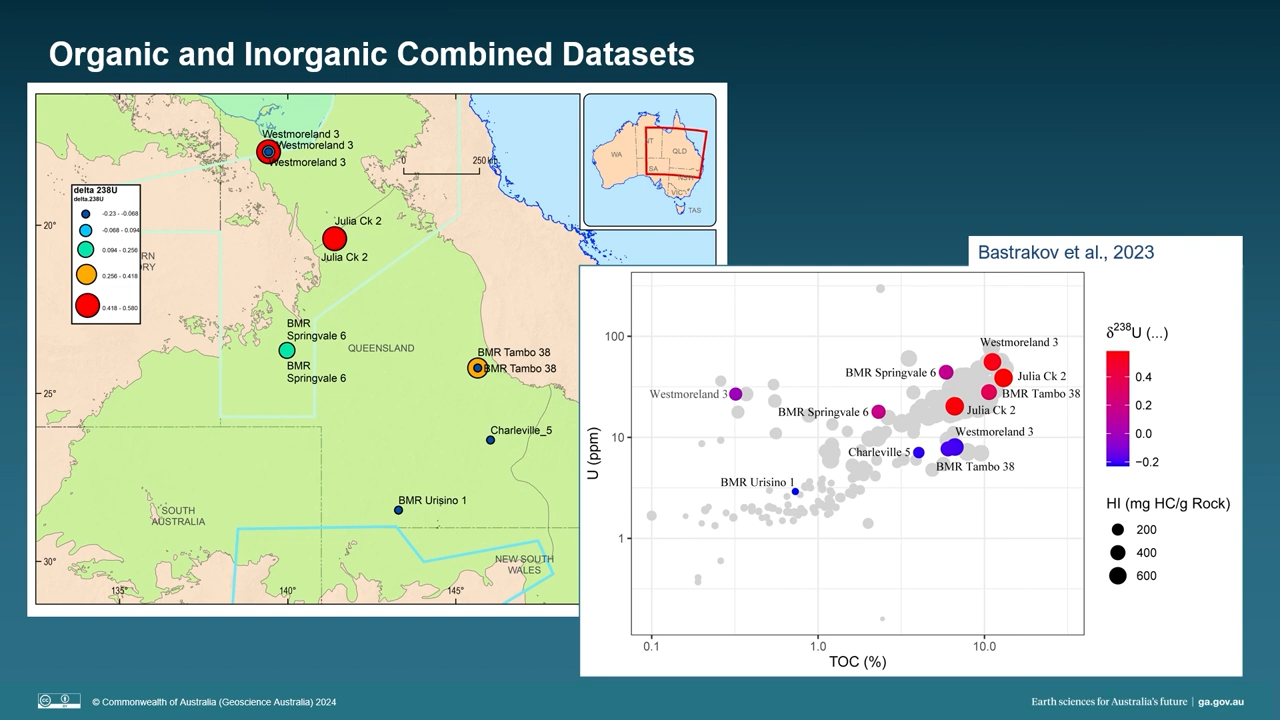 Organic and Inorganic Combined Datasets
Westmoreland 3
Westmoreland 3
Westmoreland 3
0
delta 238U
delta.238U
-0.23 - -0.068
-0.068 - 0.094
0.094 - 0.256
0.256 - 0.418
0.418 - 0.580
20°
25°
30°
135°
140°
145°
Julia Ck 2
Julia Ck 2
BMR
Springvale 6
BMR
Springvale 6
QUEENSLAND
BMR Tambo 38
BMR Tambo 38
Charleville_5
BMR Urisino 1
SOUTH
AUSTRALIA
NEW SOUTH
WALES
WA
NT
QLD
SA
NSW
VIC
TAS
Bastrakov et al., 2023
U (ppm)
100
10
1
0.1
1.0
10.0
TOC (%)
Westmoreland 3
BMR Springvale 6
Julia Ck 2
Westmoreland 3
BMR Tambo 38
BMR Springvale 6
Julia Ck 2
Westmoreland 3
Charleville 5
BMR Tambo 38
BMR Urisino 1
δ²³⁸U (...)
0.4
0.2
0.0
−0.2
HI (mg HC/g Rock)
200
400
600
© Commonwealth of Australia (Geoscience Australia) 2024
Earth sciences for Australia's future | ga.gov.au